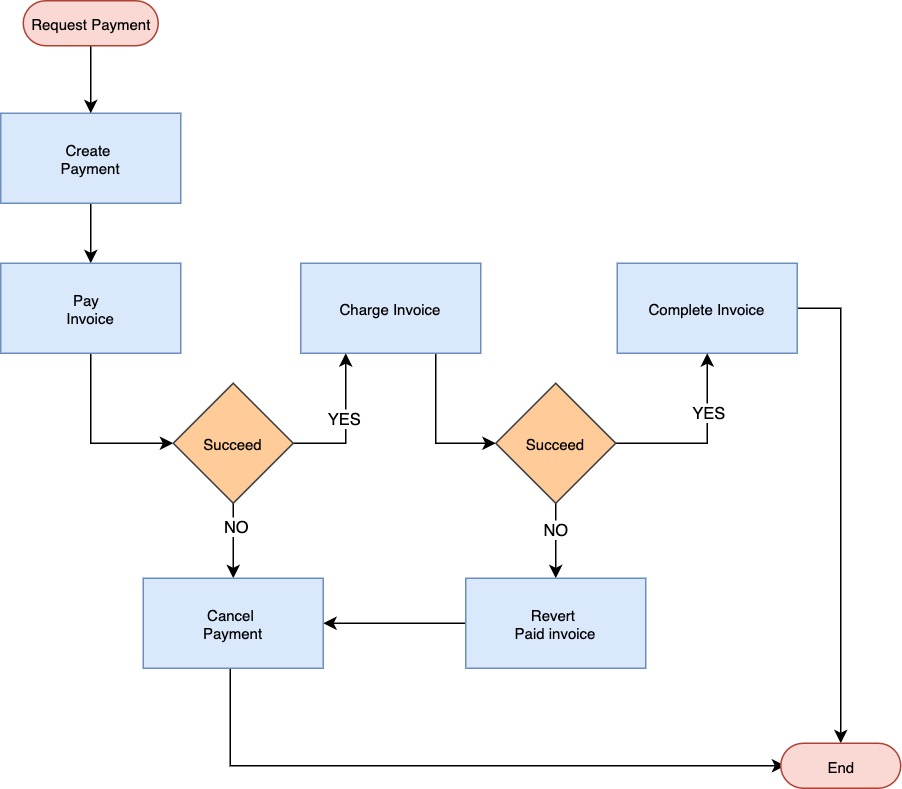 Request Payment
Create
Payment
Pay
Invoice
Charge Invoice
Complete Invoice
YES
YES
Succeed
Succeed
NO
NO
Cancel
Payment
Revert
Paid invoice
End